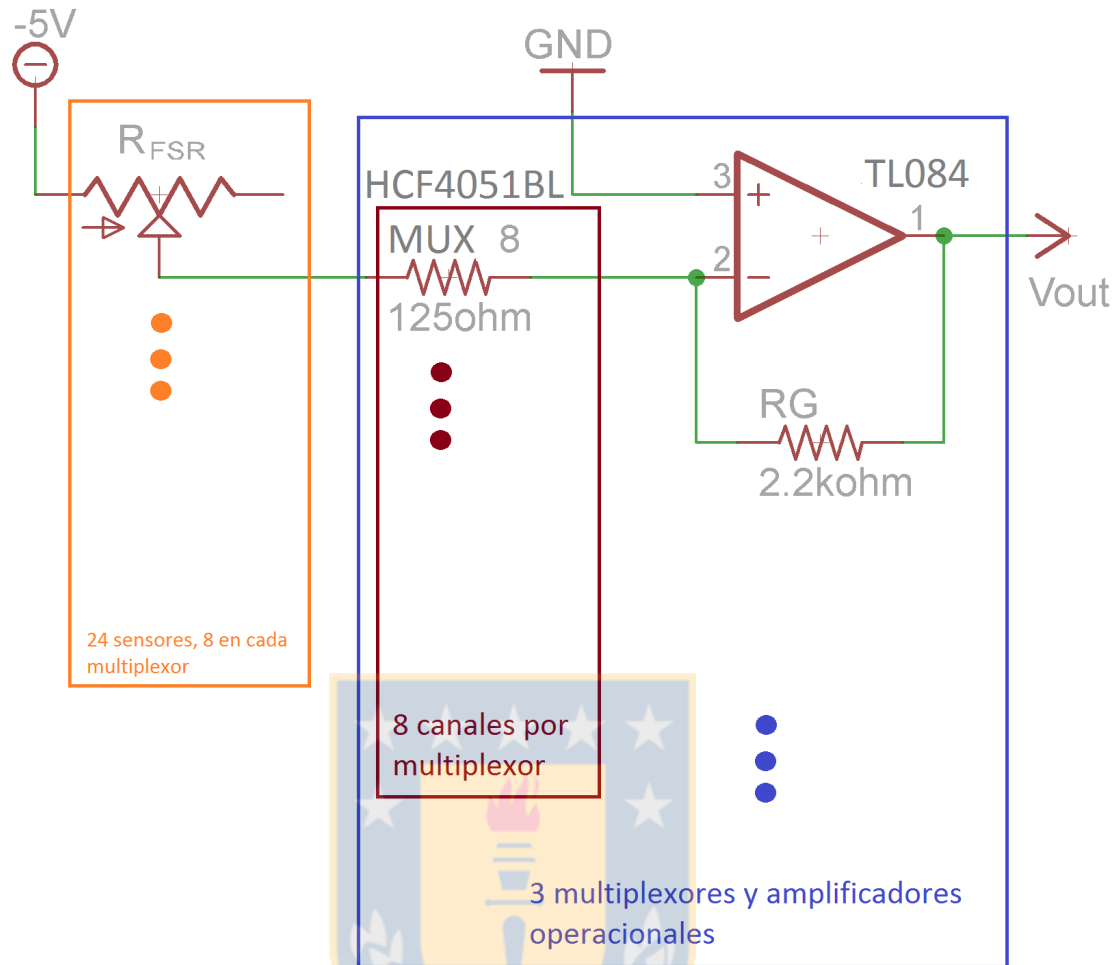 -5V
GND
RFSR
HCF4051BL
TL084
3
1
MUX 8
2
Vout
125ohm
RG
2.2kohm
24 sensores, 8 en cada
multiplexor
8 canales por
multiplexor
3 multiplexores y amplificadores
operacionales